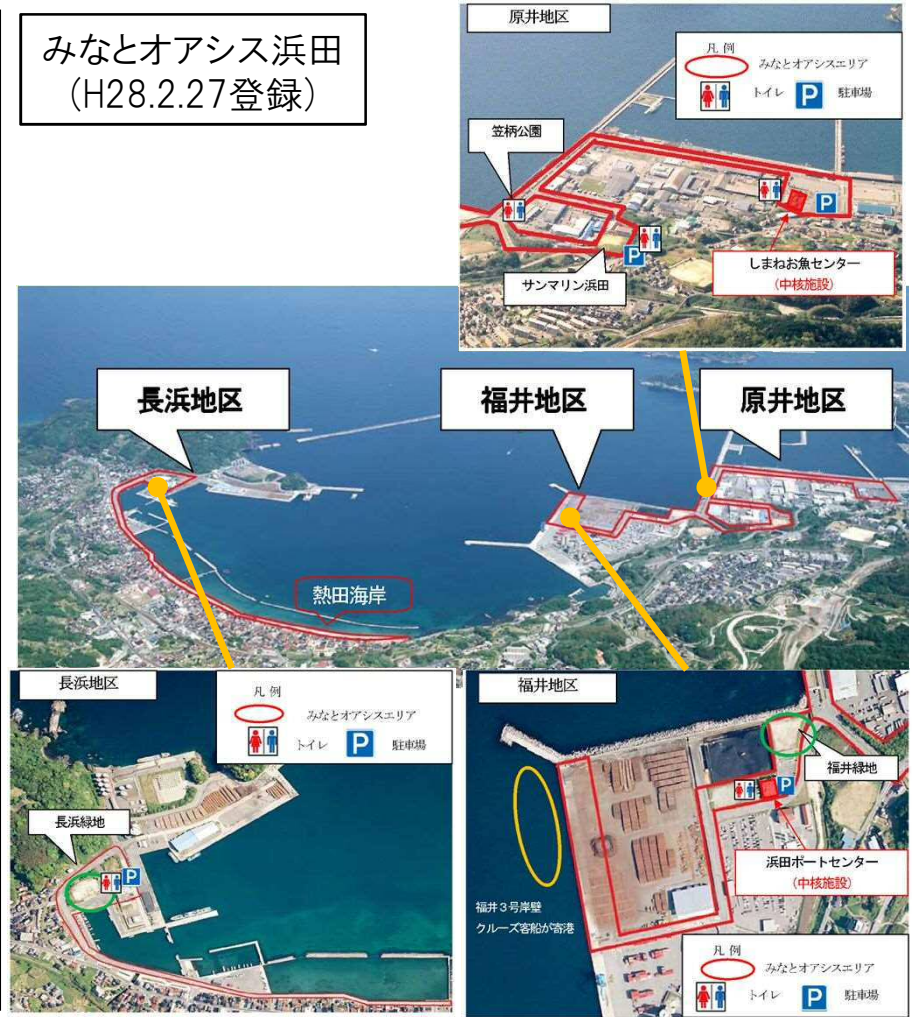 みなとオアシス浜田
(H28.2.27登録)
原井地区
凡例
みなとオアシスエリア
トイレ P 駐車場
笠柄公園
P
P
サンマリン浜田
しまねお魚センター
(中核施設)
長浜地区
福井地区
原井地区
熱田海岸
長浜地区
凡例
みなとオアシスエリア
トイレ P 駐車場
長浜緑地
P
福井地区
福井緑地
P
浜田ポートセンター
(中核施設)
福井3号岸壁
クルーズ客船が寄港
凡例
みなとオアシスエリア
トイレ P 駐車場